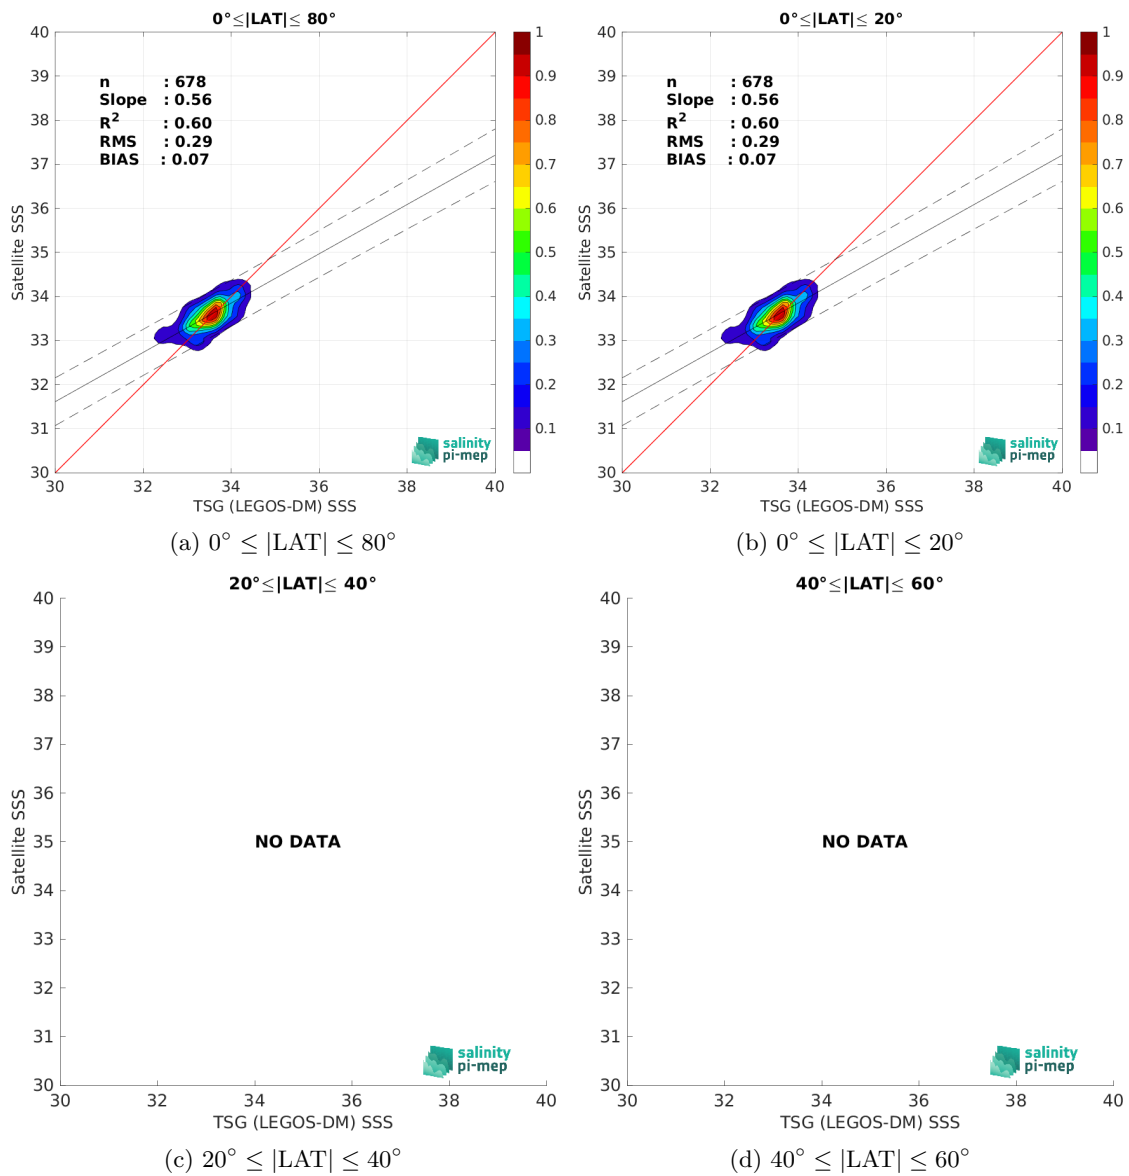 0°≤|LAT|≤ 80°
40
39
38
37
36
35
34
33
32
31
30
Satellite SSS
n : 678
Slope : 0.56
R² : 0.60
RMS : 0.29
BIAS : 0.07
salinity
pi-mep
30 32 34 36 38 40
TSG (LEGOS-DM) SSS
1
0.9
0.8
0.7
0.6
0.5
0.4
0.3
0.2
0.1
(a) 0° ≤ |LAT| ≤ 80°
0°≤|LAT|≤ 20°
40
39
38
37
36
35
34
33
32
31
30
Satellite SSS
n : 678
Slope : 0.56
R² : 0.60
RMS : 0.29
BIAS : 0.07
salinity
pi-mep
30 32 34 36 38 40
TSG (LEGOS-DM) SSS
1
0.9
0.8
0.7
0.6
0.5
0.4
0.3
0.2
0.1
(b) 0° ≤ |LAT| ≤ 20°
20°≤|LAT|≤ 40°
40
39
38
37
36
35
34
33
32
31
30
Satellite SSS
NO DATA
salinity
pi-mep
30 32 34 36 38 40
TSG (LEGOS-DM) SSS
(c) 20° ≤ |LAT| ≤ 40°
40°≤|LAT|≤ 60°
40
39
38
37
36
35
34
33
32
31
30
Satellite SSS
NO DATA
salinity
pi-mep
30 32 34 36 38 40
TSG (LEGOS-DM) SSS
(d) 40° ≤ |LAT| ≤ 60°